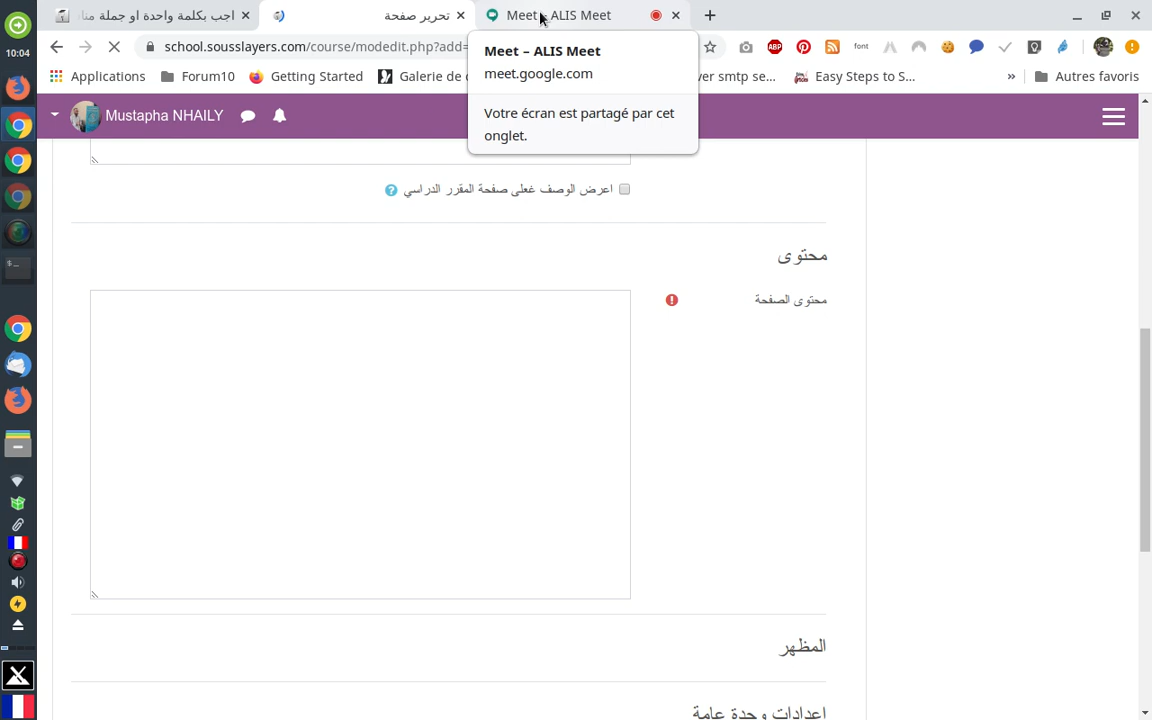 اجب بكلمة واحدة او جملة منا
تحرير صفحة
Meet – ALIS Meet
10:04
school.sousslayers.com/course/modedit.php?add=
ABP
font
Applications
Forum10
Getting Started
Galerie de
ver smtp se...
Easy Steps to S...
»
Autres favoris
Meet – ALIS Meet
meet.google.com
Votre écran est partagé par cet
onglet.
Mustapha NHAILY
اعرض الوصف غعلى صفحة المقرر الدراسي
محتوى
محتوى الصفحة
المظهر
اعدادات وحدة عامة